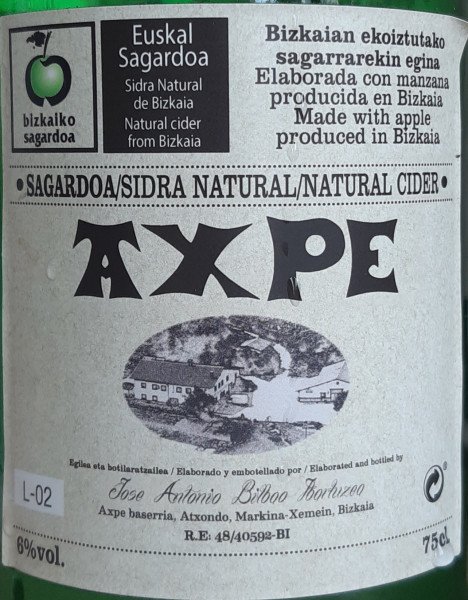 bizkaiko
sagardoa
Euskal
Sagardoa
Sidra Natural
de Bizkaia
Natural cider
from Bizkaia
Bizkaian ekoiztutako
sagarrarekin egina
Elaborada con manzana
producida en Bizkaia
Made with apple
produced in Bizkaia
•SAGARDOA/SIDRA NATURAL/NATURAL CIDER•
AXPE
Egilea eta botilaratzailea / Elaborado y embotellado por / Elaborated and bottled by
Jose Antonio Bilbao
Axpe baserria, Atxondo, Markina-Xemein, Bizkaia
R.E: 48/40592-BI
L-02
6%vol.
75cl.